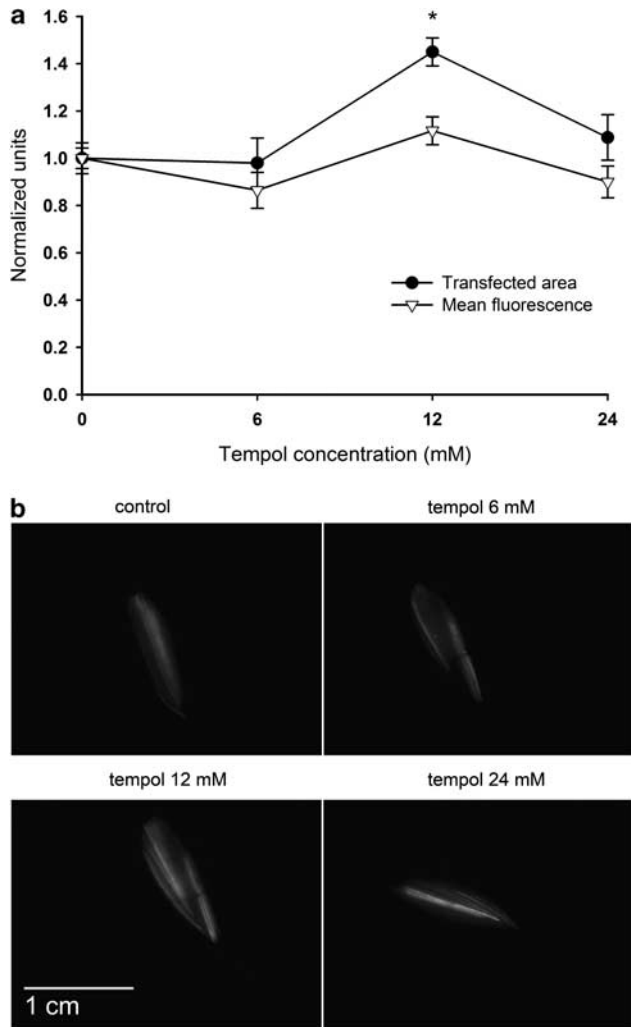 a
*
1.6
1.4
1.2
1.0
0.8
0.6
0.4
0.2
0.0
Normalized units
Transfected area
Mean fluorescence
0 6 12 24
Tempol concentration (mM)
b
control
tempol 6 mM
tempol 12 mM
tempol 24 mM
1 cm